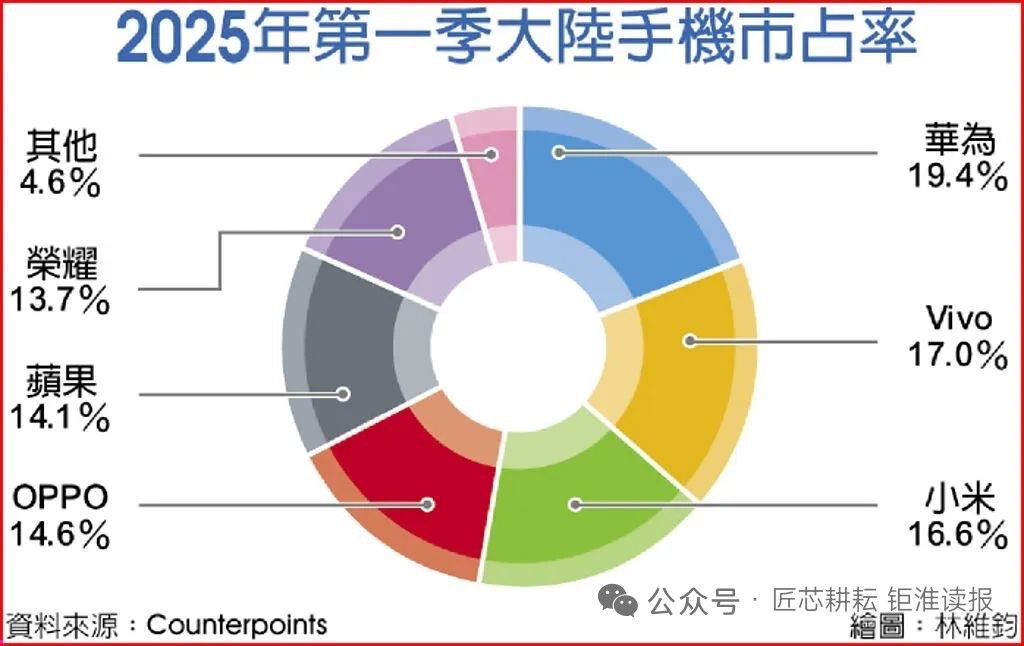 2025年第一季大陸手機市占率
其他
4.6%
華為
19.4%
榮耀
13.7%
Vivo
17.0%
蘋果
14.1%
OPPO
14.6%
小米
16.6%
公众号 · 匠芯耕耘 钜淮读报
資料來源：Counterpoints
繪圖：林維鈞